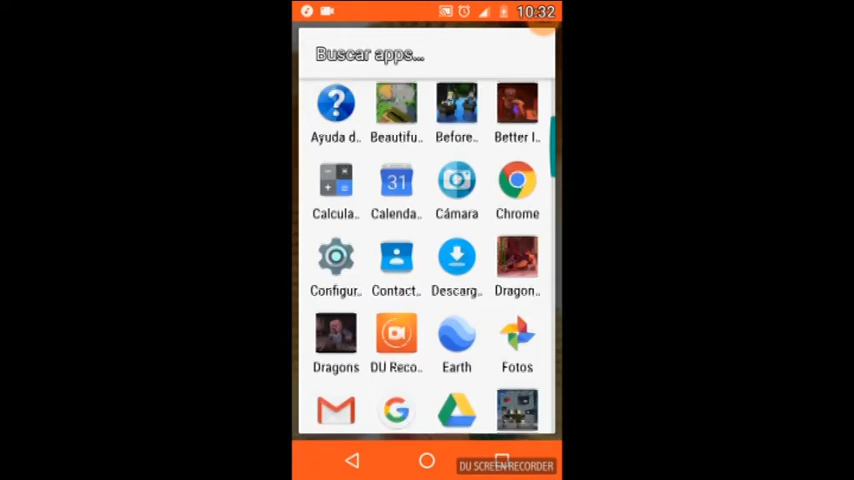 10:32
Buscar apps...
Ayuda d.. Beautifu.. Before.. Better I..
31
Calcula.. Calenda.. Cámara Chrome
Configur.. Contact.. Descarg.. Dragon..
Dragons DU Reco.. Earth Fotos
DU SCREEN RECORDER